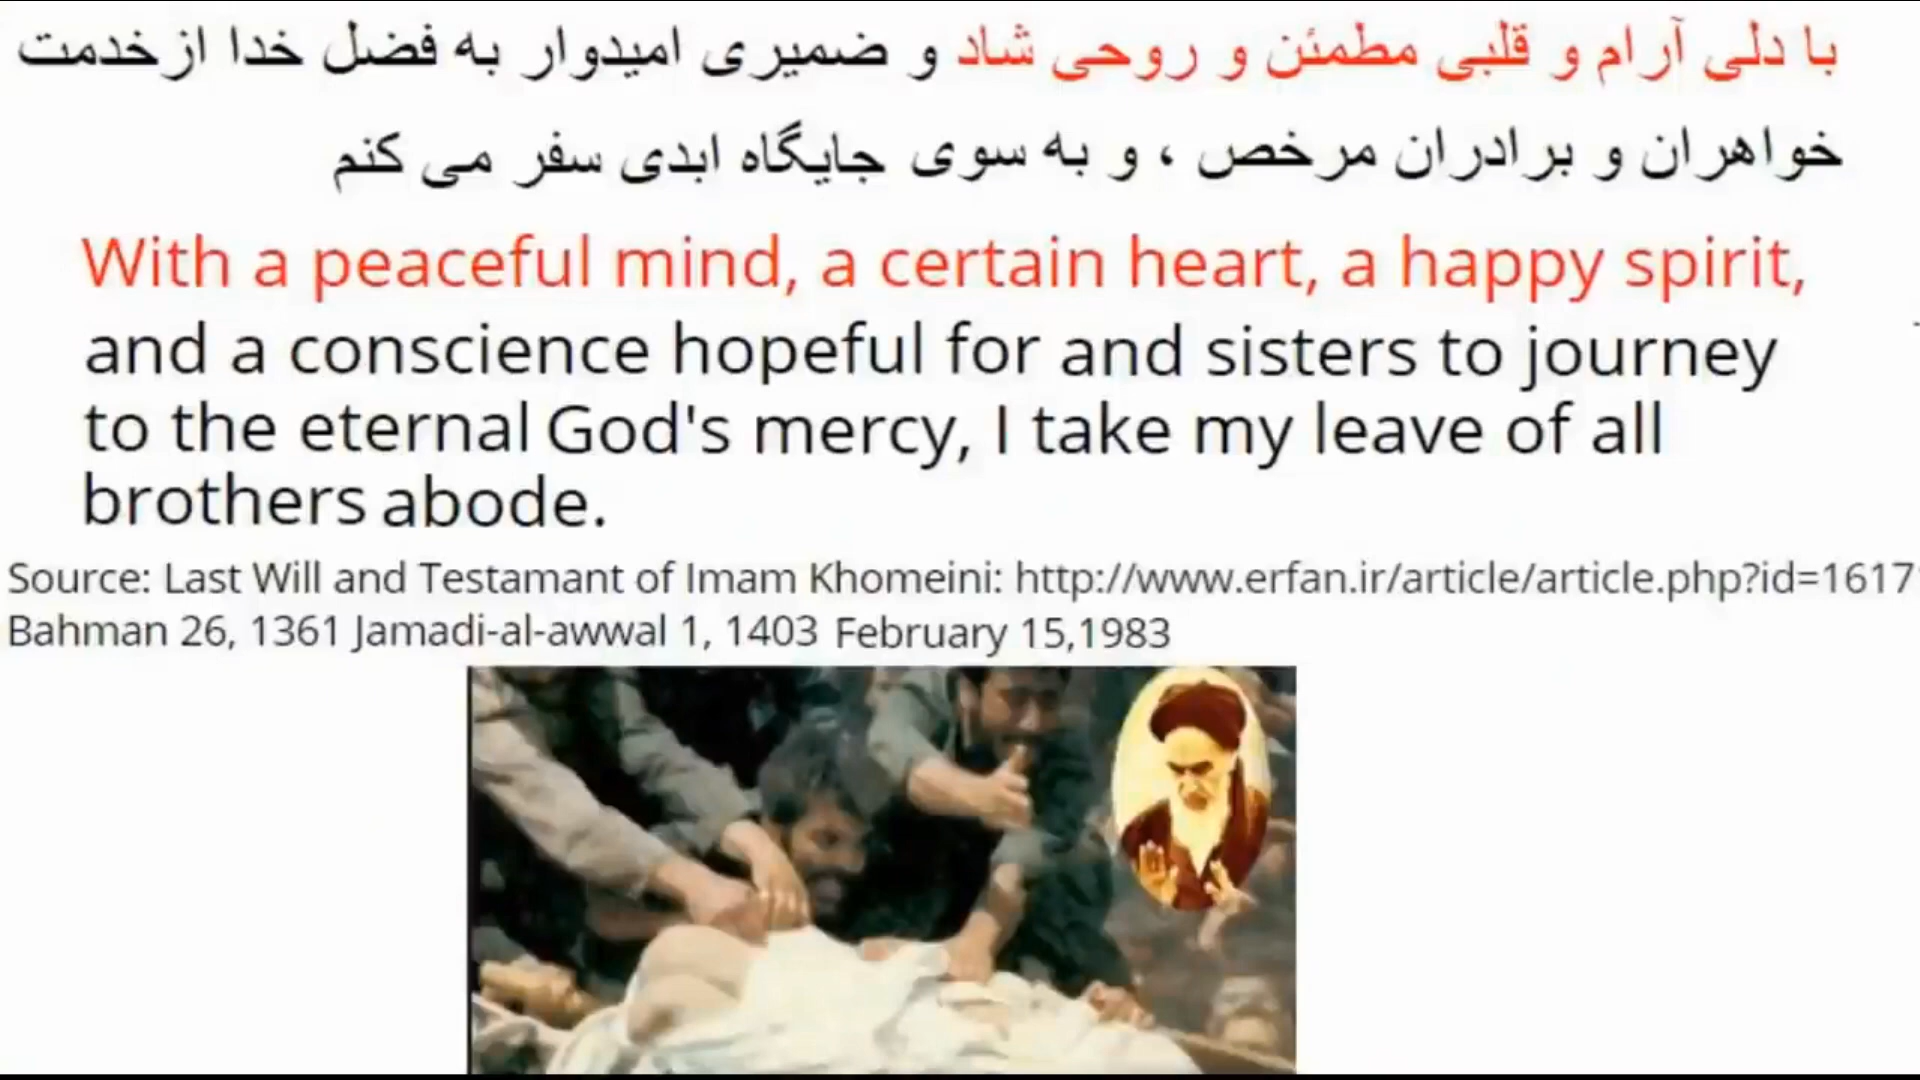 با دلی آرام و قلبی مطمئن و روحی شاد و ضمیری امیدوار به فضل خدا ازخدمت
خواهران و برادران مرخص ، و به سوی جایگاه ابدی سفر می کنم
With a peaceful mind, a certain heart, a happy spirit,
and a conscience hopeful for and sisters to journey
to the eternal God's mercy, I take my leave of all
brothers abode.
Source: Last Will and Testamant of Imam Khomeini: http://www.erfan.ir/article/article.php?id=1617
Bahman 26, 1361 Jamadi-al-awwal 1, 1403 February 15,1983